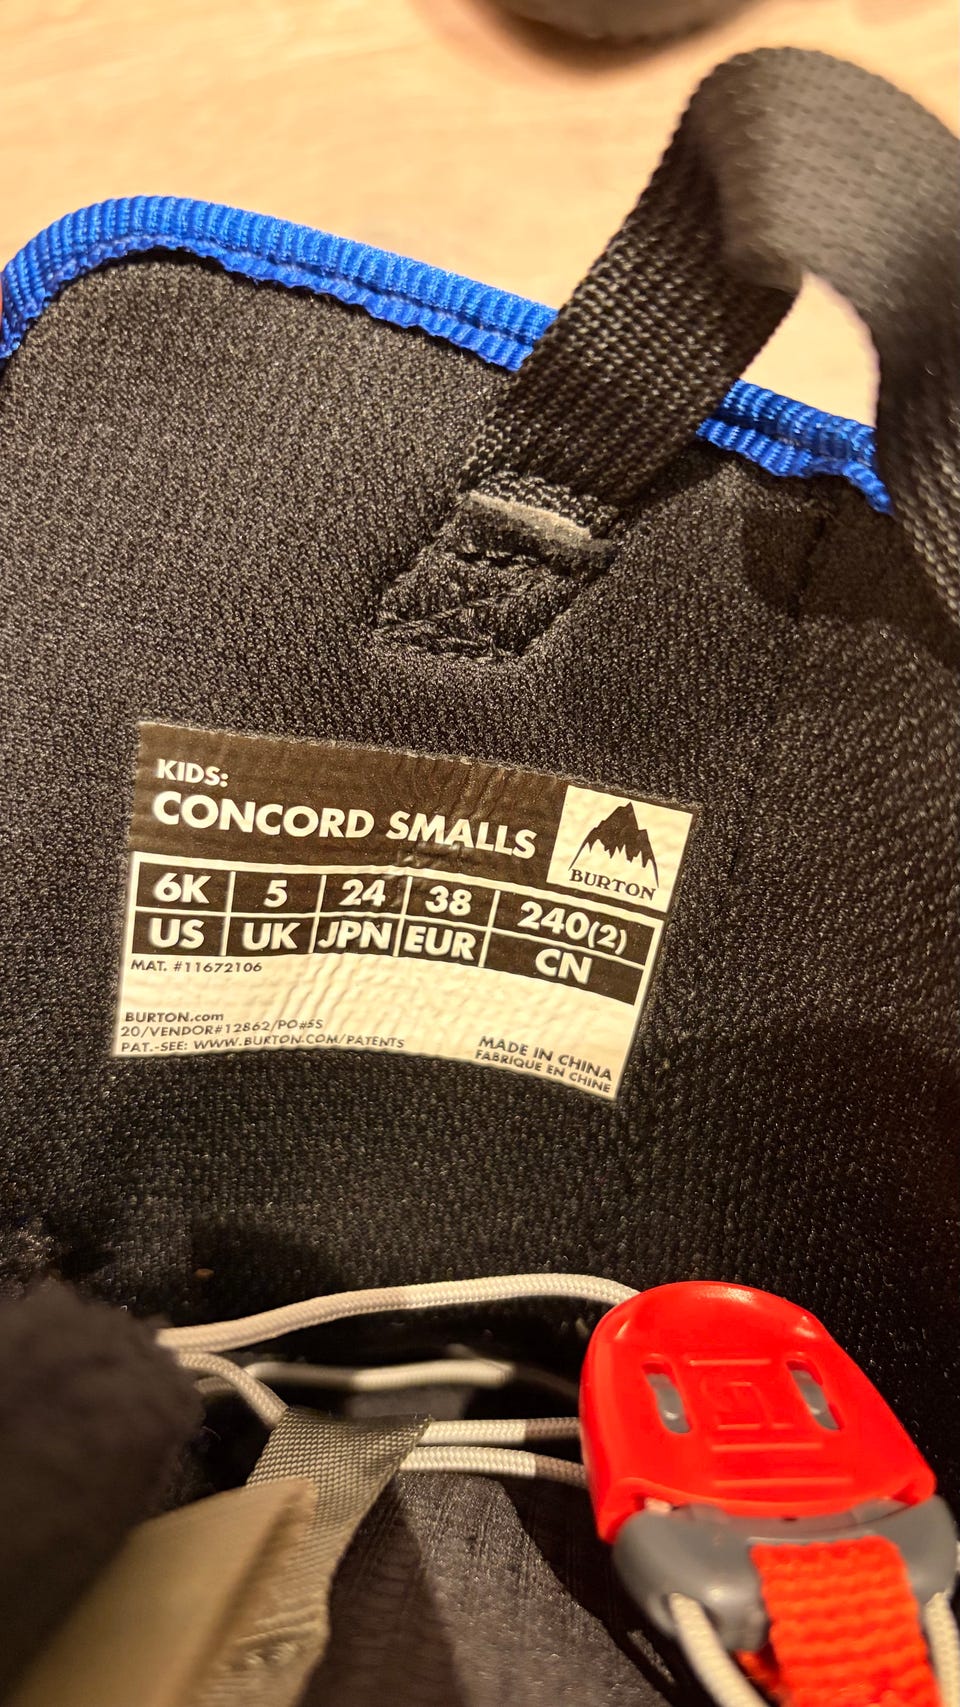 KIDS:
CONCORD SMALLS
BURTON
6K 5 24 38 240(2)
US UK JPN EUR CN
MAT. #11672106
BURTON.com
20/VENDOR#12862/PO#5S
PAT.-SEE: WWW.BURTON.COM/PATENTS
MADE IN CHINA
FABRIQUE EN CHINE